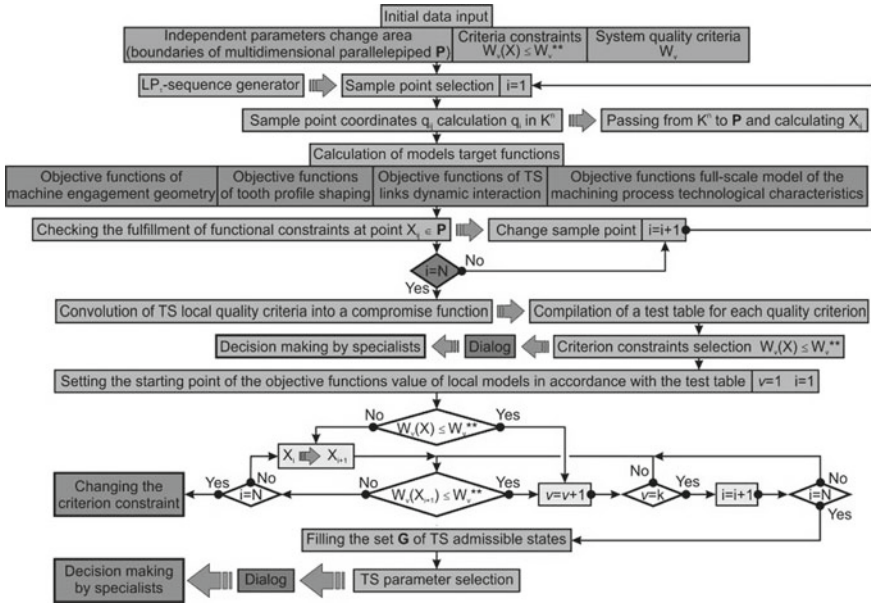 Initial data input
Independent parameters change area
(boundaries of multidimensional parallelepiped P)
Criteria constraints
Wᵥ(X) ≤ Wᵥ**
System quality criteria
Wᵥ
LPτ-sequence generator
Sample point selection
i=1
Sample point coordinates qᵢⱼ calculation qᵢ in Kⁿ
Passing from Kⁿ to P and calculating Xᵢⱼ
Calculation of models target functions
Objective functions of
machine engagement geometry
Objective functions
of tooth profile shaping
Objective functions of TS
links dynamic interaction
Objective functions full-scale model of the
machining process technological characteristics
Checking the fulfillment of functional constraints at point Xᵢⱼ ∈ P
Change sample point
i=i+1
i=N
No
Yes
Convolution of TS local quality criteria into a compromise function
Compilation of a test table for each quality criterion
Decision making by specialists
Dialog
Criterion constraints selection Wᵥ(X) ≤ Wᵥ**
Setting the starting point of the objective functions value of local models in accordance with the test table
v=1 i=1
No
Wᵥ(X) ≤ Wᵥ**
Yes
Xᵢ
Xᵢ₊₁
Changing the
criterion constraint
Yes
i=N
No
No
Wᵥ(Xᵢ₊₁) ≤ Wᵥ**
Yes
v=v+1
No
v=k
Yes
i=i+1
i=N
No
Yes
Filling the set G of TS admissible states
Decision making
by specialists
Dialog
TS parameter selection